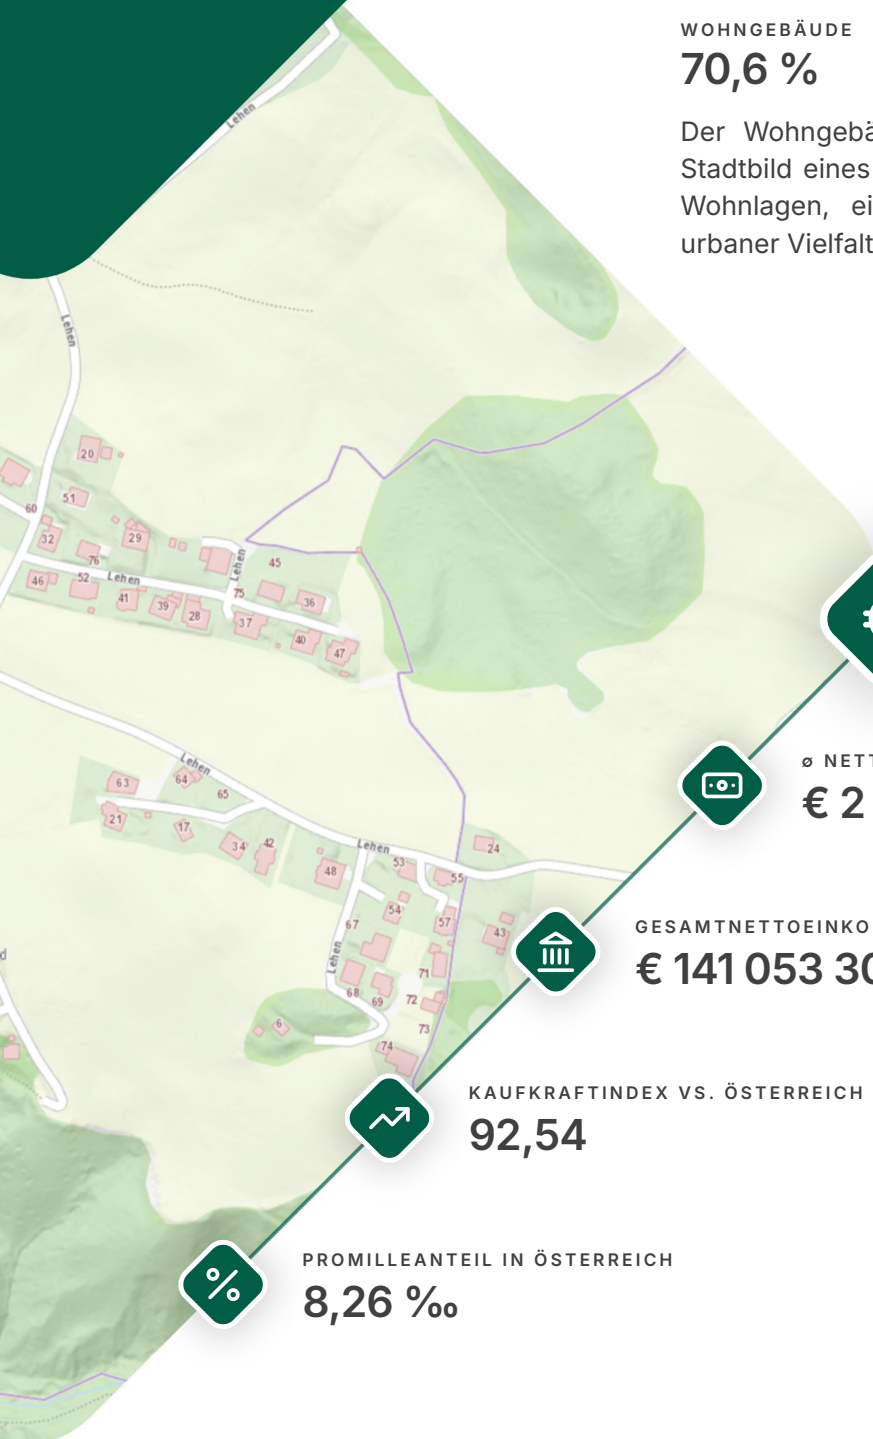 WOHNGEBÄUDE
70,6 %
Der Wohngebä
Stadtbild eines
Wohnlagen, ei
urbaner Vielfalt
Lehen
Lehen
20
51
60
32
29
76
Lehen
45
46
52
Lehen
75
41
39
28
36
37
40
47
Lehen
63
64
65
21
17
34
42
Lehen
24
48
53
55
54
57
67
43
Lehen
d
71
68
69
72
6
73
74
ø NETT
€ 2
GESAMTNETTOEINKO
€ 141 053 30
KAUFKRAFTINDEX VS. ÖSTERREICH
92,54
PROMILLEANTEIL IN ÖSTERREICH
8,26 ‰